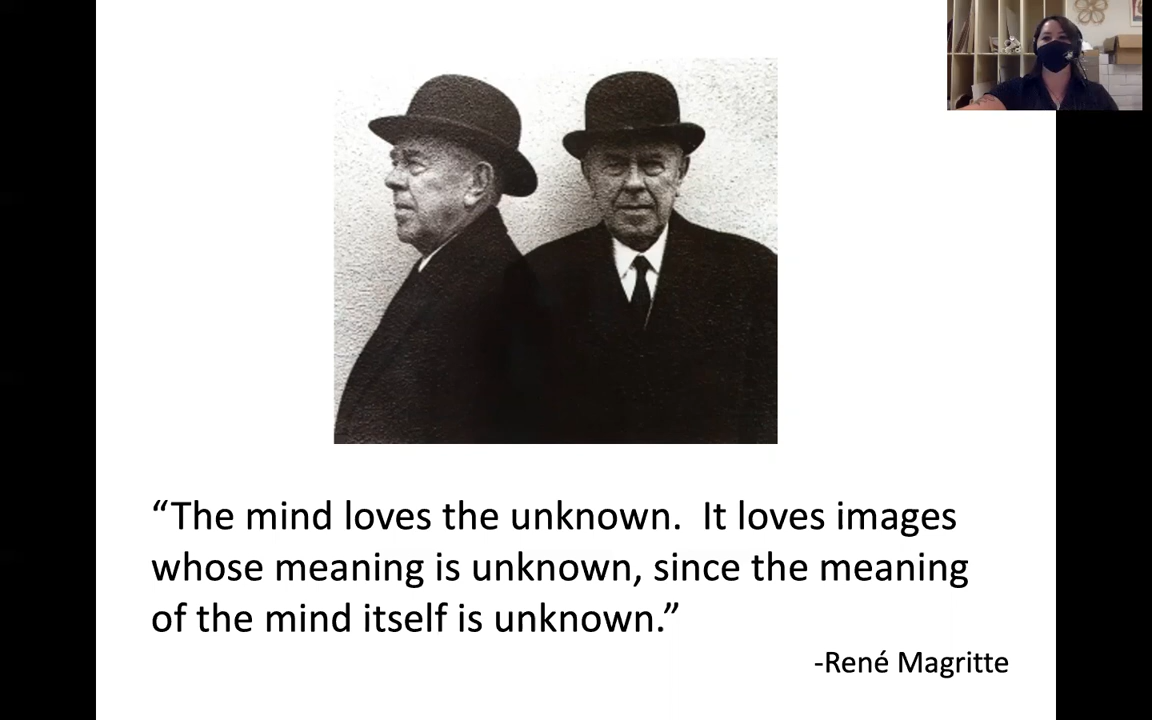 “The mind loves the unknown.  It loves images
whose meaning is unknown, since the meaning
of the mind itself is unknown.”
-René Magritte